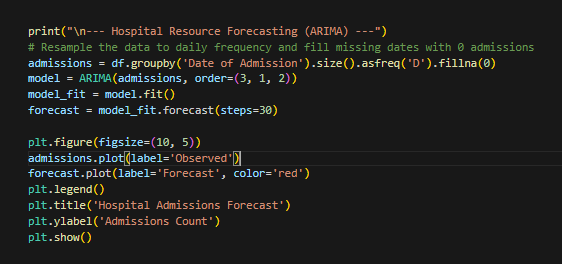 print("\n--- Hospital Resource Forecasting (ARIMA) ---")
# Resample the data to daily frequency and fill missing dates with 0 admissions
admissions = df.groupby('Date of Admission').size().asfreq('D').fillna(0)
model = ARIMA(admissions, order=(3, 1, 2))
model_fit = model.fit()
forecast = model_fit.forecast(steps=30)
plt.figure(figsize=(10, 5))
admissions.plot(label='Observed')
forecast.plot(label='Forecast', color='red')
plt.legend()
plt.title('Hospital Admissions Forecast')
plt.ylabel('Admissions Count')
plt.show()